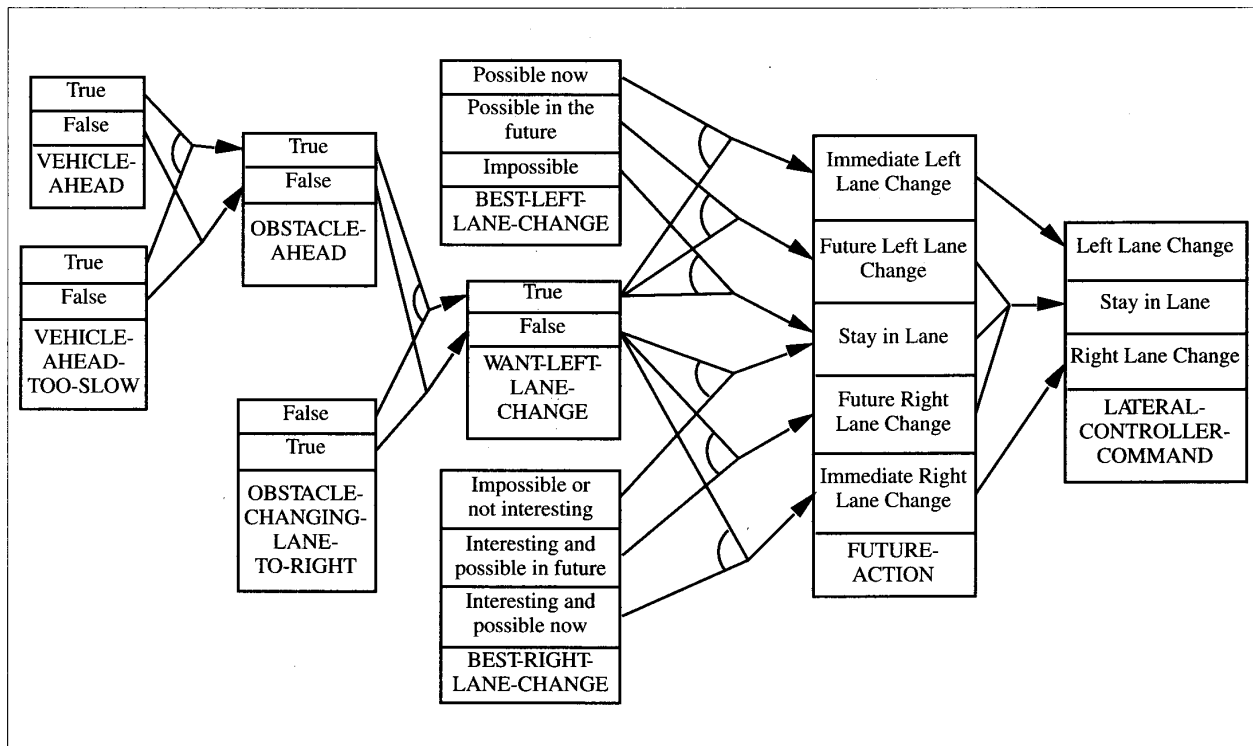 True
False
VEHICLE-
AHEAD
True
False
VEHICLE-
AHEAD-
TOO-SLOW
True
False
OBSTACLE-
AHEAD
False
True
OBSTACLE-
CHANGING-
LANE-
TO-RIGHT
Possible now
Possible in the
future
Impossible
BEST-LEFT-
LANE-CHANGE
True
False
WANT-LEFT-
LANE-
CHANGE
Impossible or
not interesting
Interesting and
possible in future
Interesting and
possible now
BEST-RIGHT-
LANE-CHANGE
Immediate Left
Lane Change
Future Left Lane
Change
Stay in Lane
Future Right
Lane Change
Immediate Right
Lane Change
FUTURE-
ACTION
Left Lane Change
Stay in Lane
Right Lane Change
LATERAL-
CONTROLLER-
COMMAND